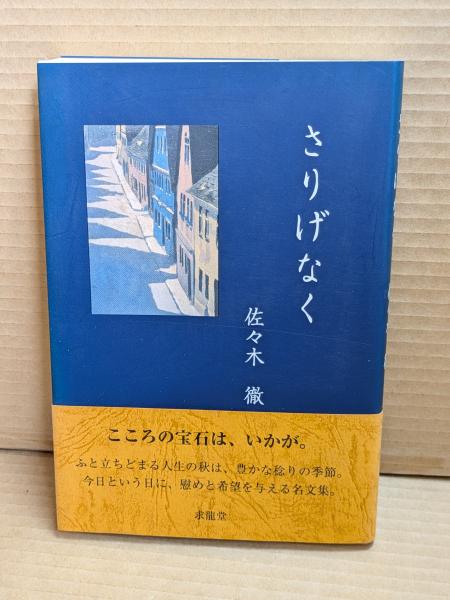 さりげなく
佐々木 徹
こころの宝石は、いかが。
ふと立ちどまる人生の秋は、豊かな稔りの季節。
今日という日に、慰めと希望を与える名文集。
求龍堂